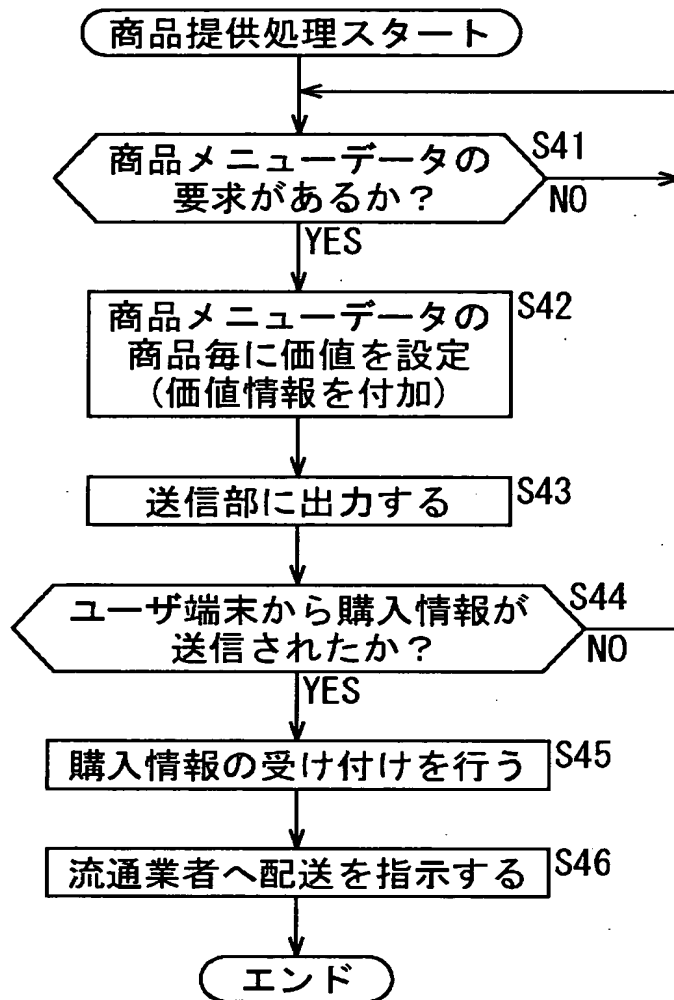 商品提供処理スタート
商品メニューデータの
要求があるか？
S41
NO
YES
商品メニューデータの
商品毎に価値を設定
(価値情報を付加)
S42
送信部に出力する
S43
ユーザ端末から購入情報が
送信されたか？
S44
NO
YES
購入情報の受け付けを行う
S45
流通業者へ配送を指示する
S46
エンド